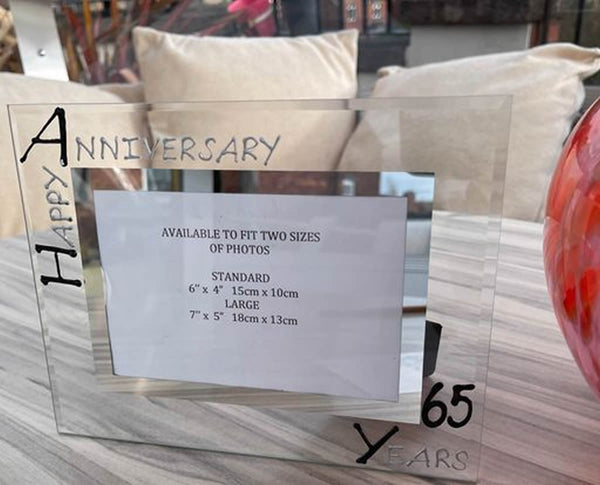 HAPPY
ANNIVERSARY
AVAILABLE TO FIT TWO SIZES
OF PHOTOS
STANDARD
6" x 4" 15cm x 10cm
LARGE
7" x 5" 18cm x 13cm
65
YEARS